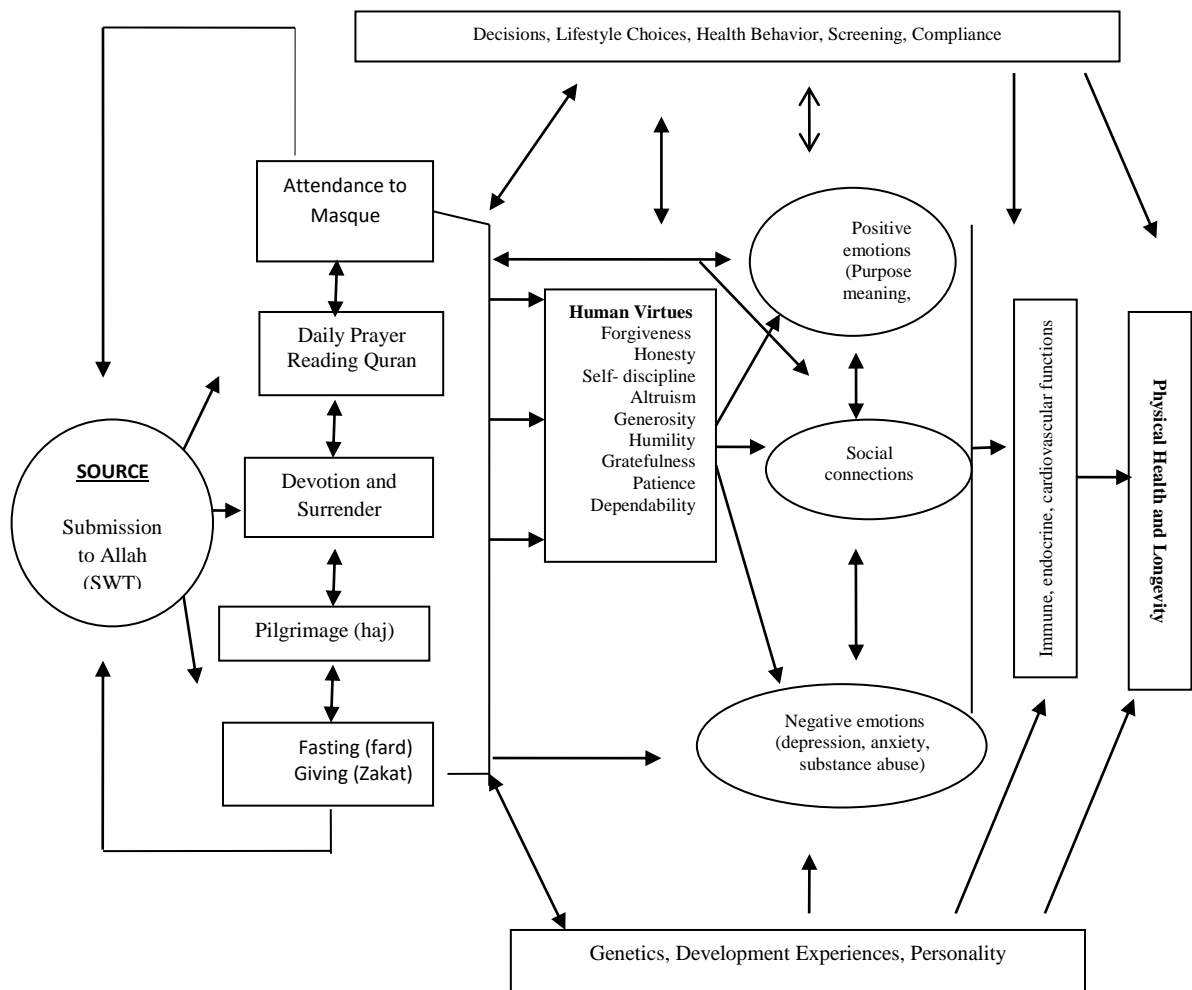 Decisions, Lifestyle Choices, Health Behavior, Screening, Compliance
Attendance to
Masque
Daily Prayer
Reading Quran
SOURCE
Submission
to Allah
(SWT)
Devotion and
Surrender
Pilgrimage (haj)
Fasting (fard)
Giving (Zakat)
Human Virtues
Forgiveness
Honesty
Self- discipline
Altruism
Generosity
Humility
Gratefulness
Patience
Dependability
Positive
emotions
(Purpose
meaning,
Social
connections
Negative emotions
(depression, anxiety,
substance abuse)
Immune, endocrine, cardiovascular functions
Physical Health and Longevity
Genetics, Development Experiences, Personality